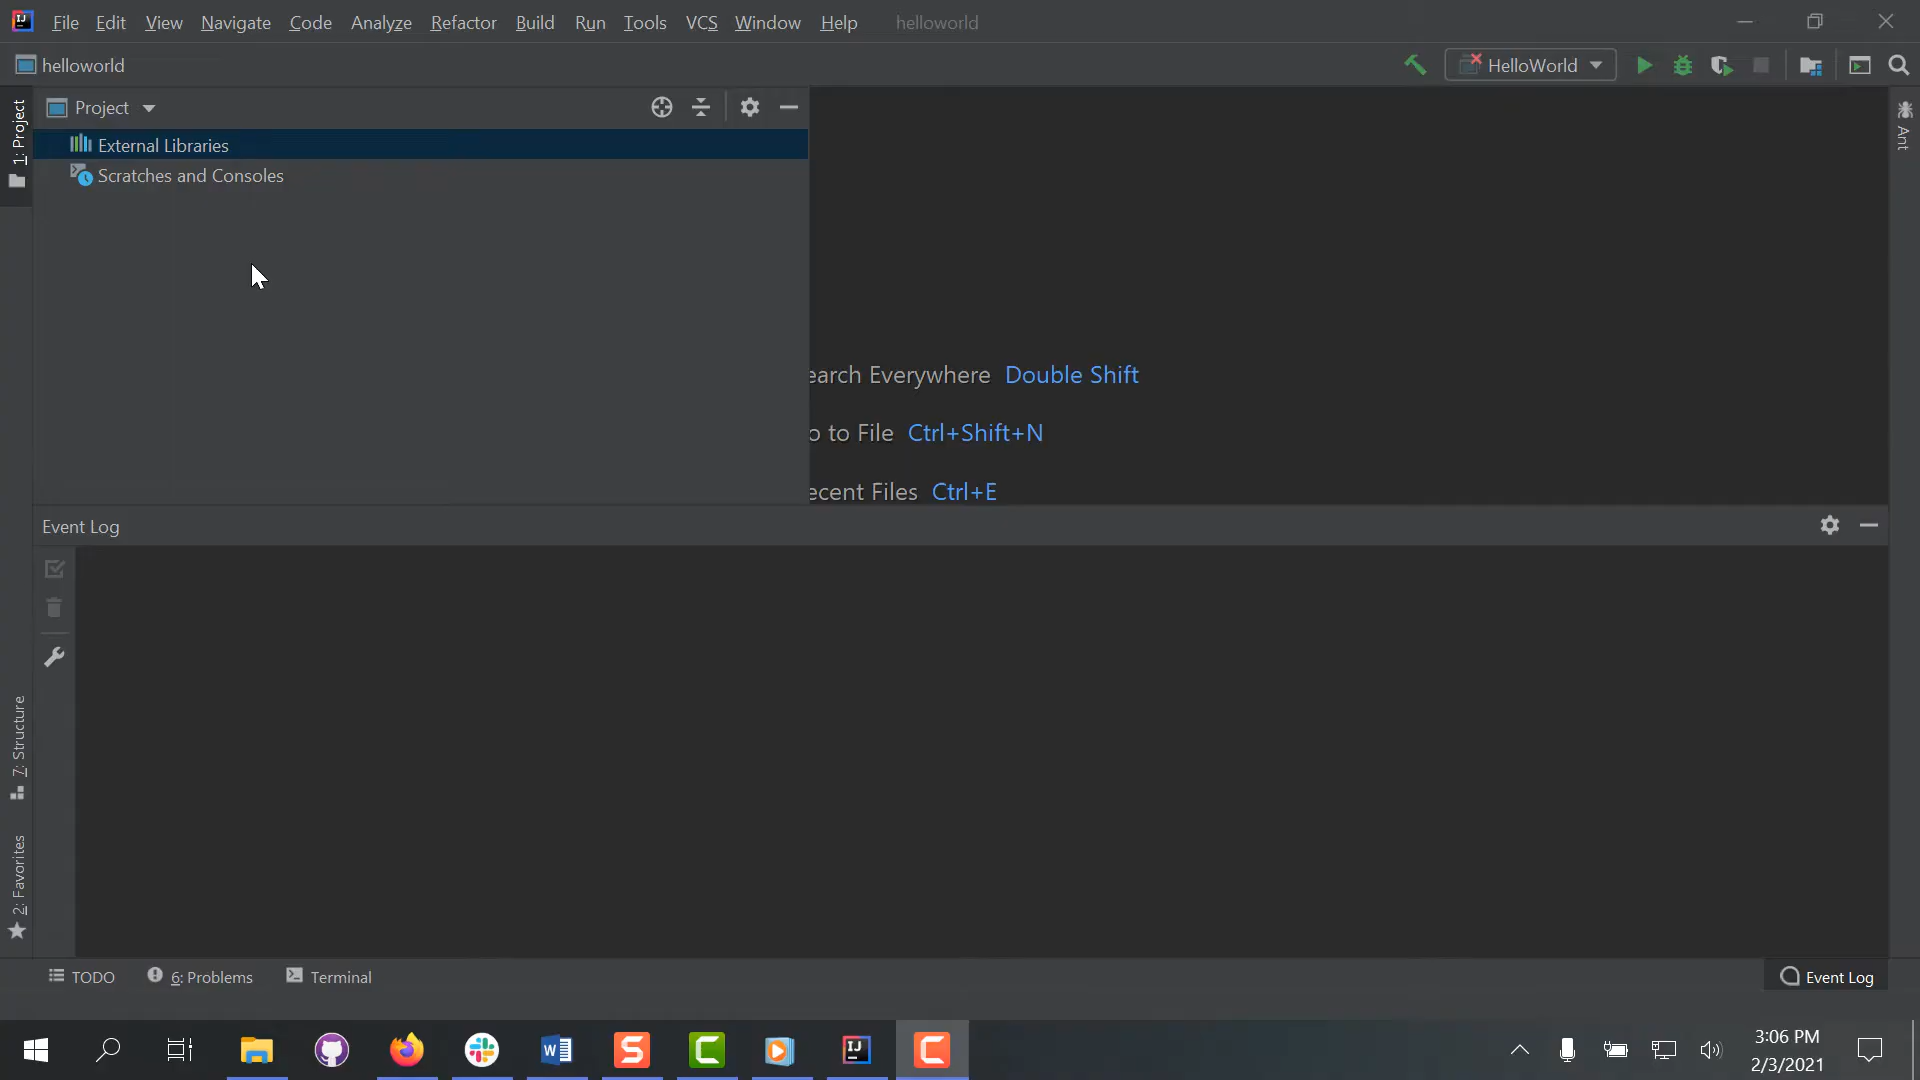 File Edit View Navigate Code Analyze Refactor Build Run Tools VCS Window Help helloworld
helloworld
HelloWorld
1: Project
Project
Ant
External Libraries
Scratches and Consoles
earch Everywhere Double Shift
o to File Ctrl+Shift+N
ecent Files Ctrl+E
Event Log
7: Structure
2: Favorites
TODO
6: Problems
Terminal
Event Log
3:06 PM
2/3/2021